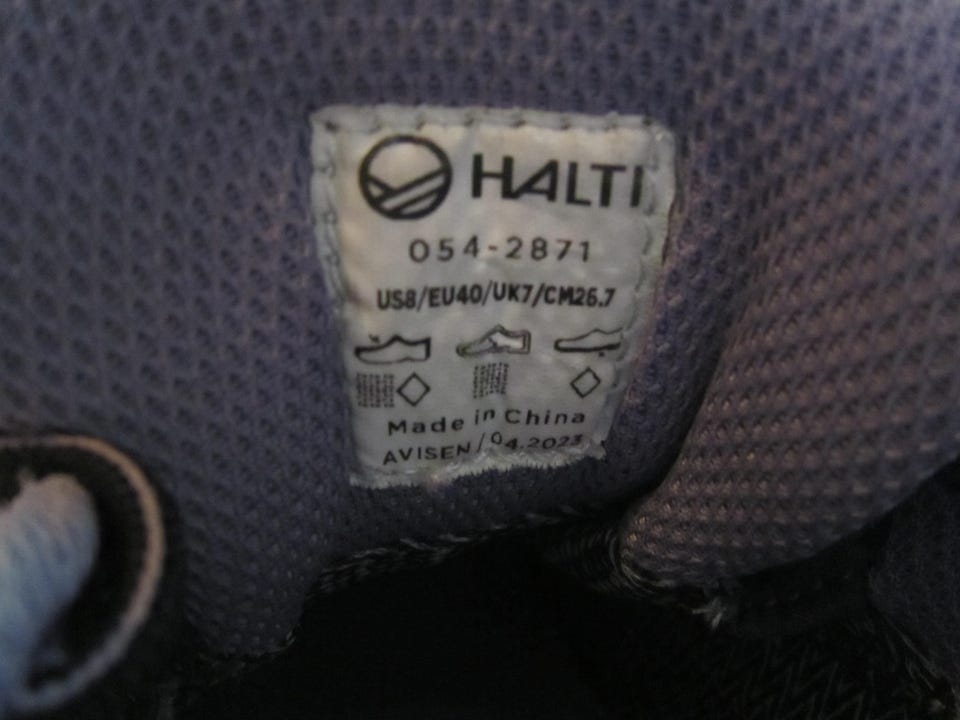 HALTI
054-2871
US8/EU40/UK7/CM26.7
Made in China
AVISEN/04.2023